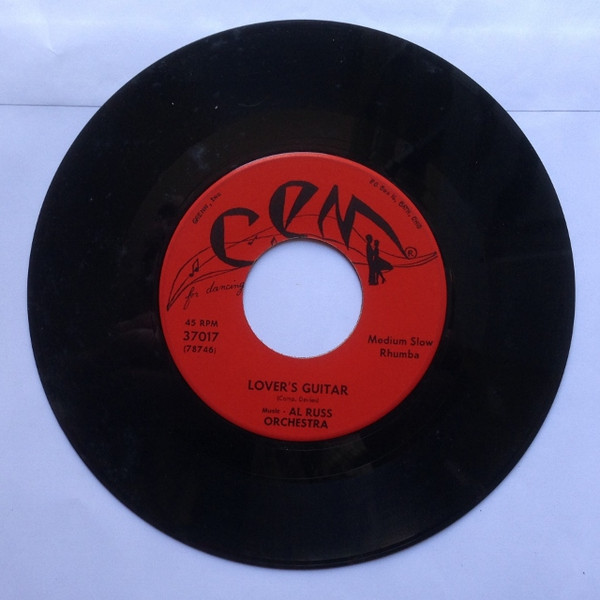 CEM
®
for dancing
45 RPM
37017
(78746)
Medium Slow
Rhumba
LOVER'S GUITAR
Music - AL RUSS
ORCHESTRA